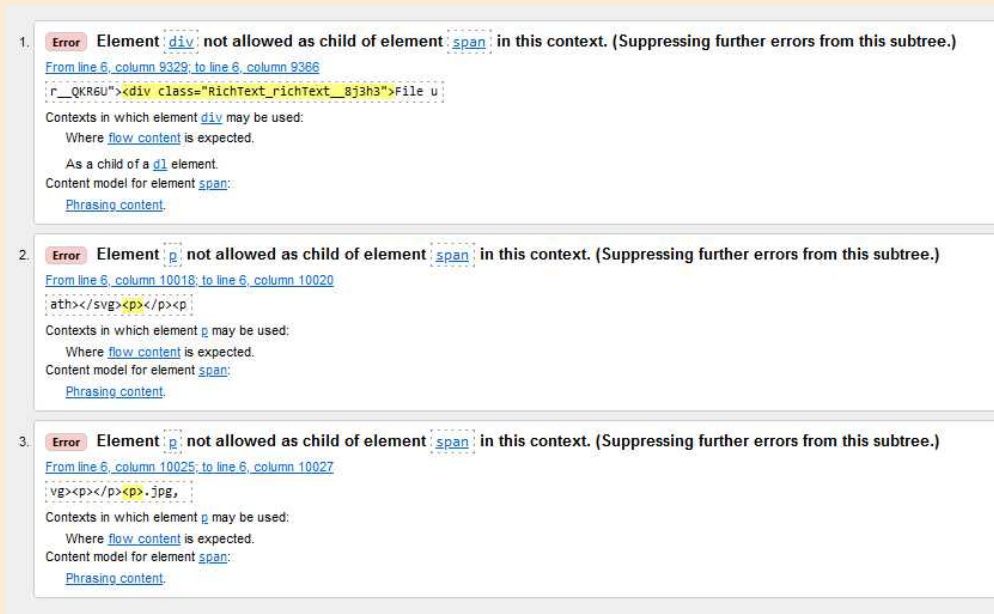 1. Error Element div not allowed as child of element span in this context. (Suppressing further errors from this subtree.)
From line 6, column 9329; to line 6, column 9366
r__QKR6U"><div class="RichText_richText__8j3h3">File u
Contexts in which element div may be used:
Where flow content is expected.
As a child of a dl element.
Content model for element span:
Phrasing content.
2. Error Element p not allowed as child of element span in this context. (Suppressing further errors from this subtree.)
From line 6, column 10018; to line 6, column 10020
ath></svg><p></p><p
Contexts in which element p may be used:
Where flow content is expected.
Content model for element span:
Phrasing content.
3. Error Element p not allowed as child of element span in this context. (Suppressing further errors from this subtree.)
From line 6, column 10025; to line 6, column 10027
vg><p></p><p>.jpg,
Contexts in which element p may be used:
Where flow content is expected.
Content model for element span:
Phrasing content.